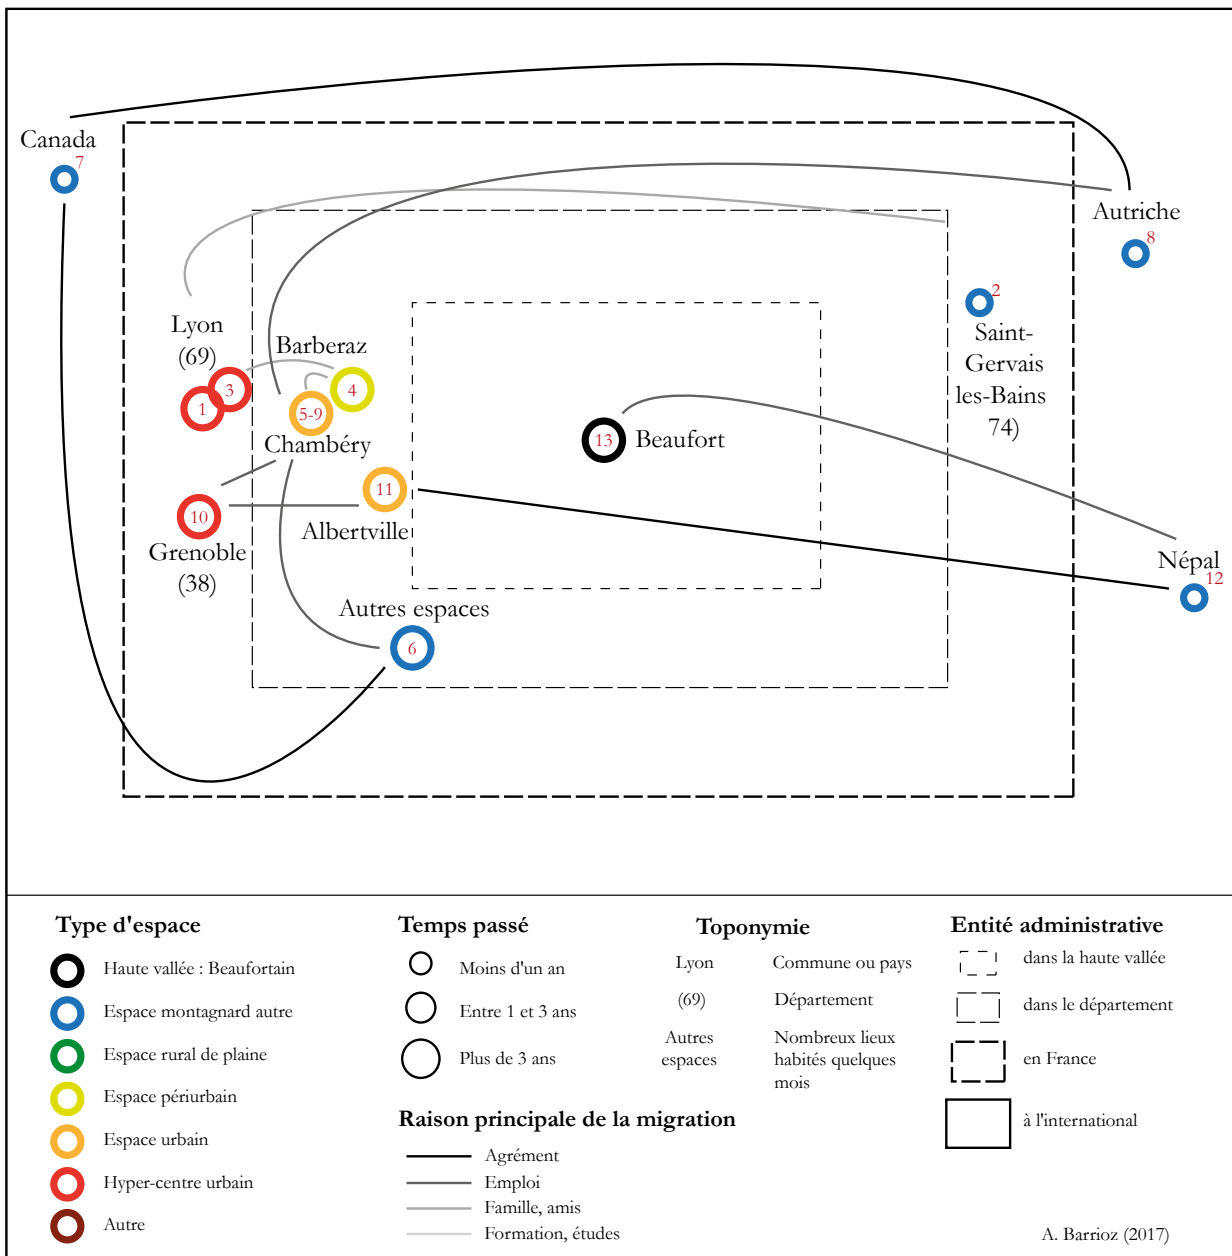 Canada
7
Autriche
8
Lyon
(69)
3
1
Barberaz
4
5-9
Chambéry
2
Saint-
Gervais
les-Bains
74)
13
Beaufort
11
Albertville
10
Grenoble
(38)
Népal
12
Autres espaces
6
Type d'espace
Haute vallée : Beaufortain
Espace montagnard autre
Espace rural de plaine
Espace périurbain
Espace urbain
Hyper-centre urbain
Autre
Temps passé
Moins d'un an
Entre 1 et 3 ans
Plus de 3 ans
Raison principale de la migration
Agrément
Emploi
Famille, amis
Formation, études
Toponymie
Lyon Commune ou pays
(69) Département
Autres
espaces
Nombreux lieux
habités quelques
mois
Entité administrative
dans la haute vallée
dans le département
en France
à l'international
A. Barrioz (2017)